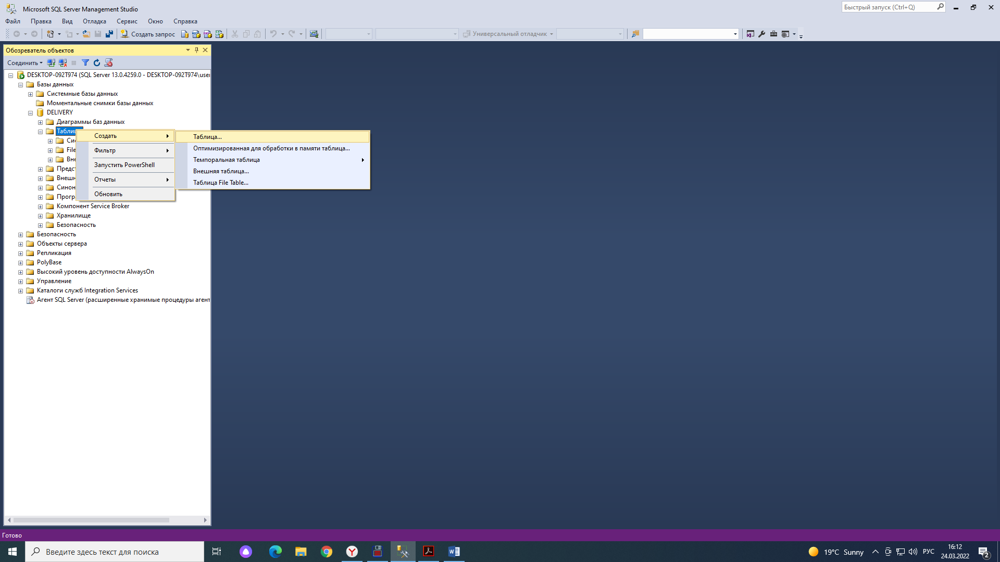 Microsoft SQL Server Management Studio
Быстрый запуск (Ctrl+Q)
Файл Правка Вид Отладка Сервис Окно Справка
Создать запрос Универсальный отладчик
Обозреватель объектов
Соединить
DESKTOP-092T974 (SQL Server 13.0.4259.0 - DESKTOP-092T974\use
Базы данных
Системные базы данных
Моментальные снимки базы данных
DELIVERY
Диаграммы баз данных
Табли
Си
File
Вне
Предст
Внешн
Синон
Прогр
Компонент Service Broker
Хранилище
Безопасность
Безопасность
Объекты сервера
Репликация
PolyBase
Высокий уровень доступности AlwaysOn
Управление
Каталоги служб Integration Services
Агент SQL Server (расширенные хранимые процедуры агент
Создать
Фильтр
Запустить PowerShell
Отчеты
Обновить
Таблица...
Оптимизированная для обработки в памяти таблица...
Темпоральная таблица
Внешняя таблица...
Таблица File Table...
Готово
Введите здесь текст для поиска
19°C Sunny
РУС
16:12
24.03.2022
2